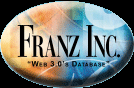 FRANZ INC.
"WEB 3.0'S DATABASE"